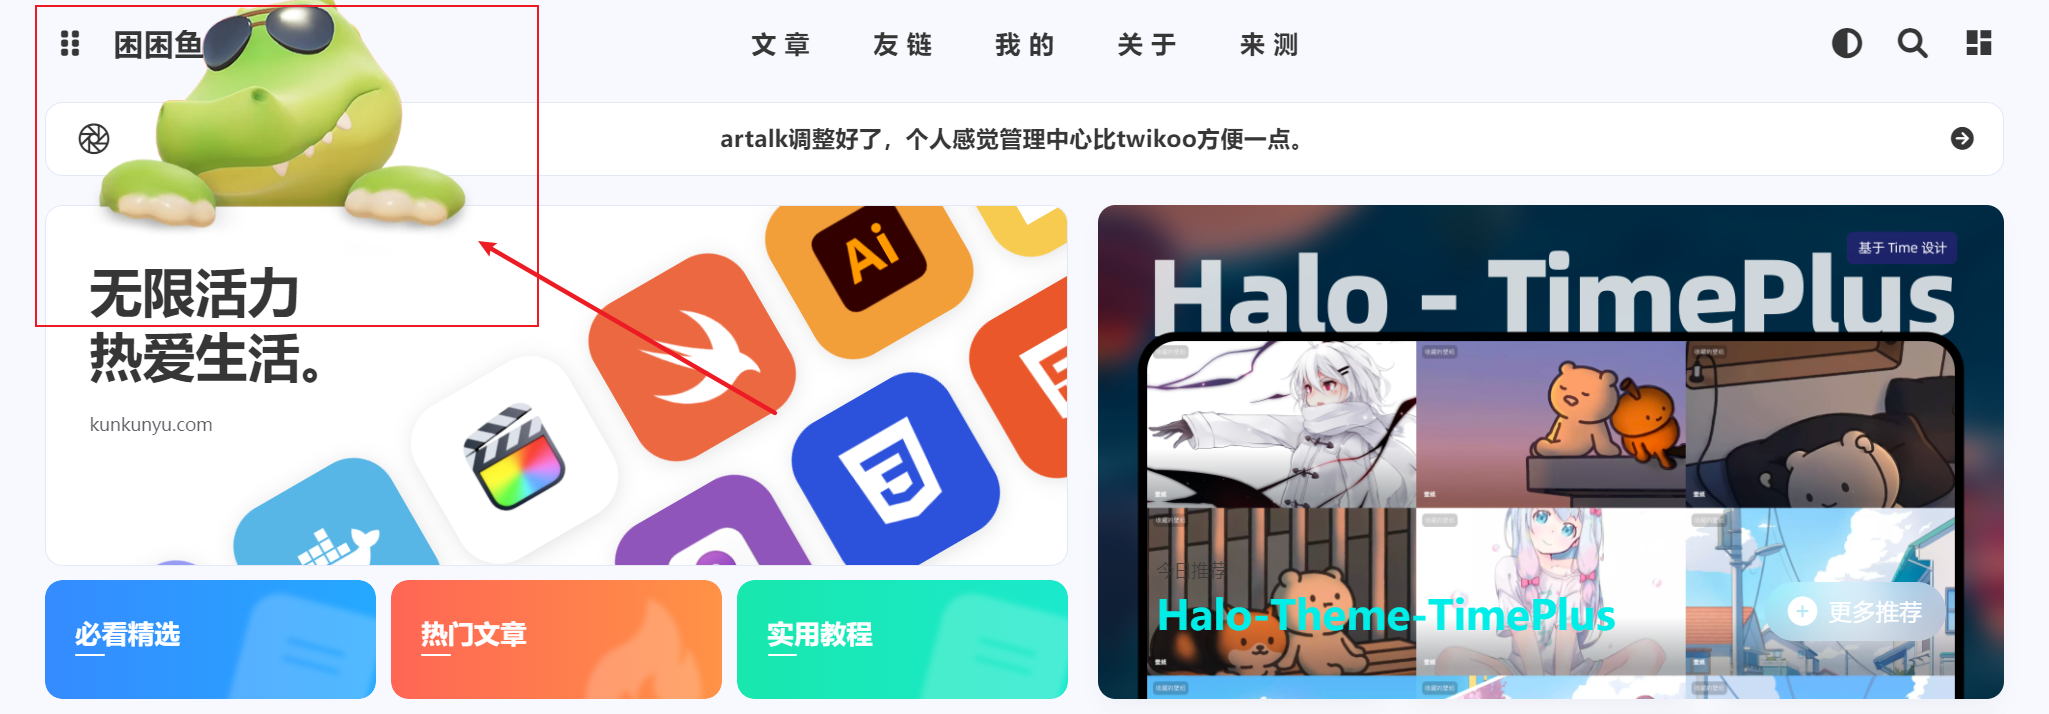 困困鱼
文章 友链 我的 关于 来测
artalk调整好了，个人感觉管理中心比twikoo方便一点。
无限活力
热爱生活。
kunkunyu.com
Ai
基于 Time 设计
Halo - TimePlus
今日推荐
Halo-Theme-TimePlus
更多推荐
必看精选
热门文章
实用教程